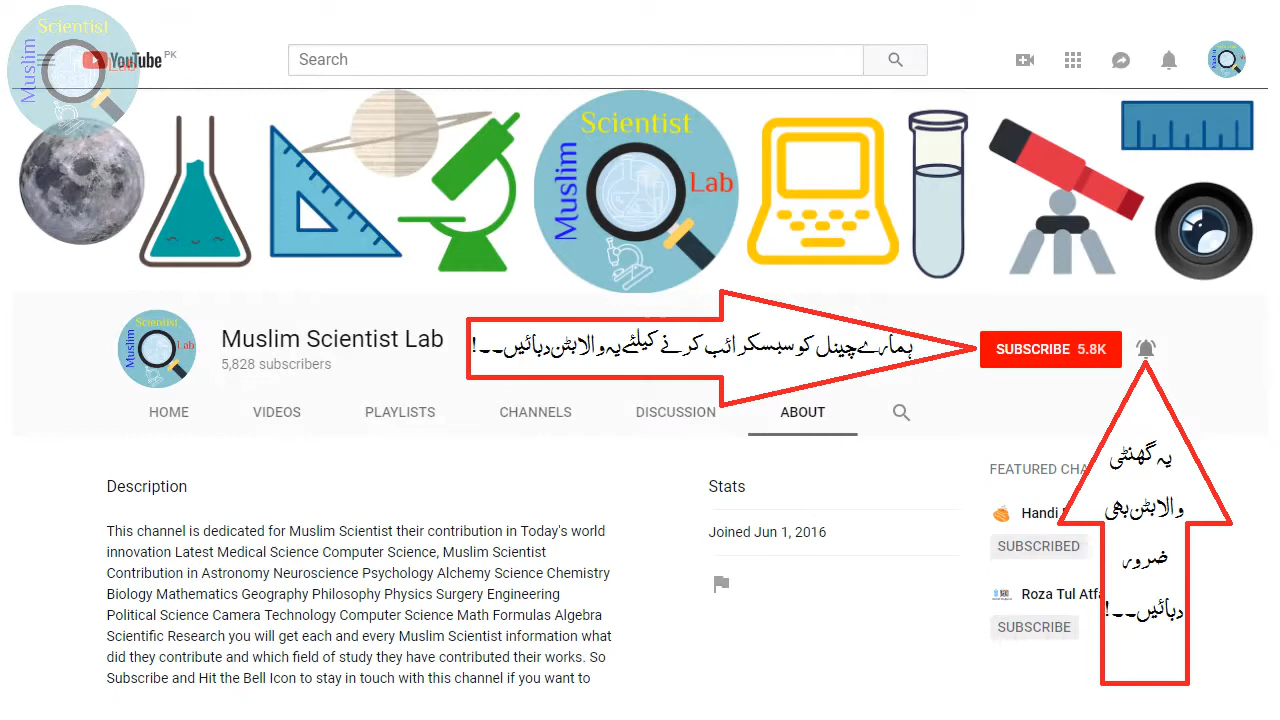 Scientist
Muslim
Lab
YouTube PK
Search
Scientist
Muslim
Lab
Scientist
Muslim
Lab
Muslim Scientist Lab
5,828 subscribers
ہمارے چینل کو سبسکرائب کرنے کیلئے یہ والا بٹن دبائیں۔۔!
SUBSCRIBE 5.8K
HOME VIDEOS PLAYLISTS CHANNELS DISCUSSION ABOUT
یہ گھنٹی
والا بٹن بھی
ضرور
دبائیں۔۔!
Description
This channel is dedicated for Muslim Scientist their contribution in Today's world
innovation Latest Medical Science Computer Science, Muslim Scientist
Contribution in Astronomy Neuroscience Psychology Alchemy Science Chemistry
Biology Mathematics Geography Philosophy Physics Surgery Engineering
Political Science Camera Technology Computer Science Math Formulas Algebra
Scientific Research you will get each and every Muslim Scientist information what
did they contribute and which field of study they have contributed their works. So
Subscribe and Hit the Bell Icon to stay in touch with this channel if you want to
Stats
Joined Jun 1, 2016
FEATURED CHA
Handi
SUBSCRIBED
Roza Tul Atfa
SUBSCRIBE